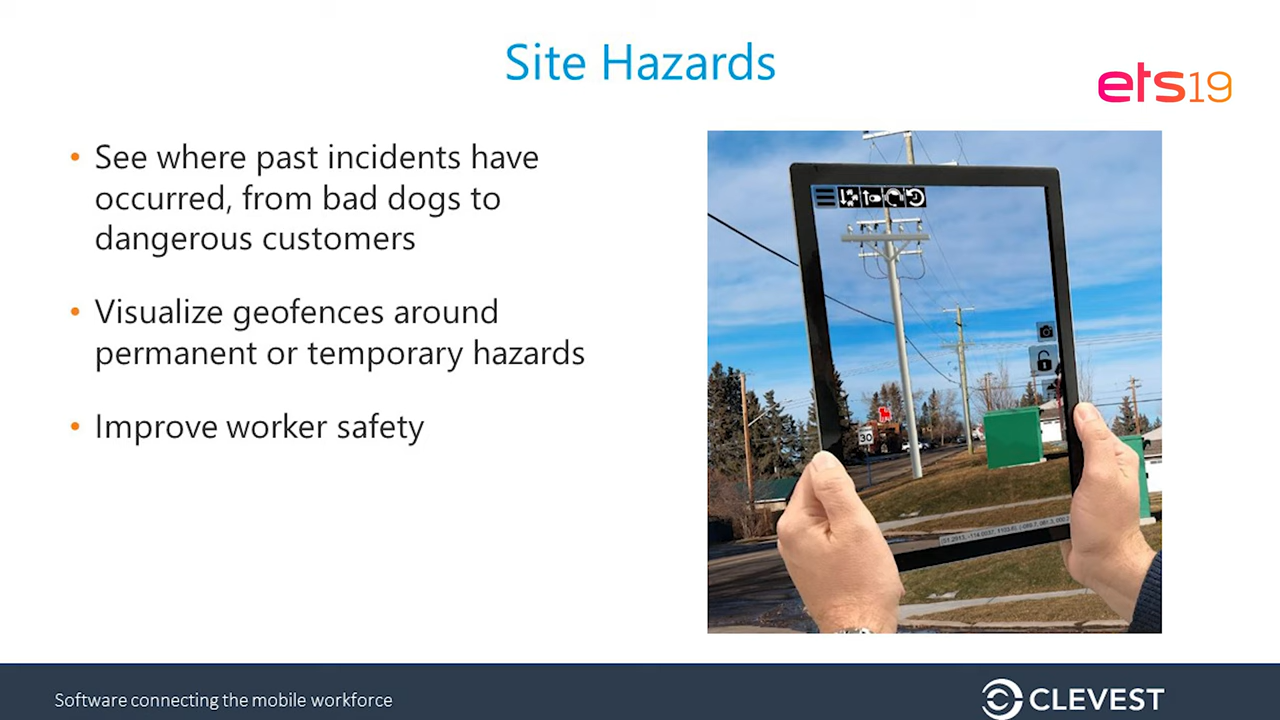 Site Hazards
ets19
• See where past incidents have
occurred, from bad dogs to
dangerous customers
• Visualize geofences around
permanent or temporary hazards
• Improve worker safety
30
Software connecting the mobile workforce
CLEVEST